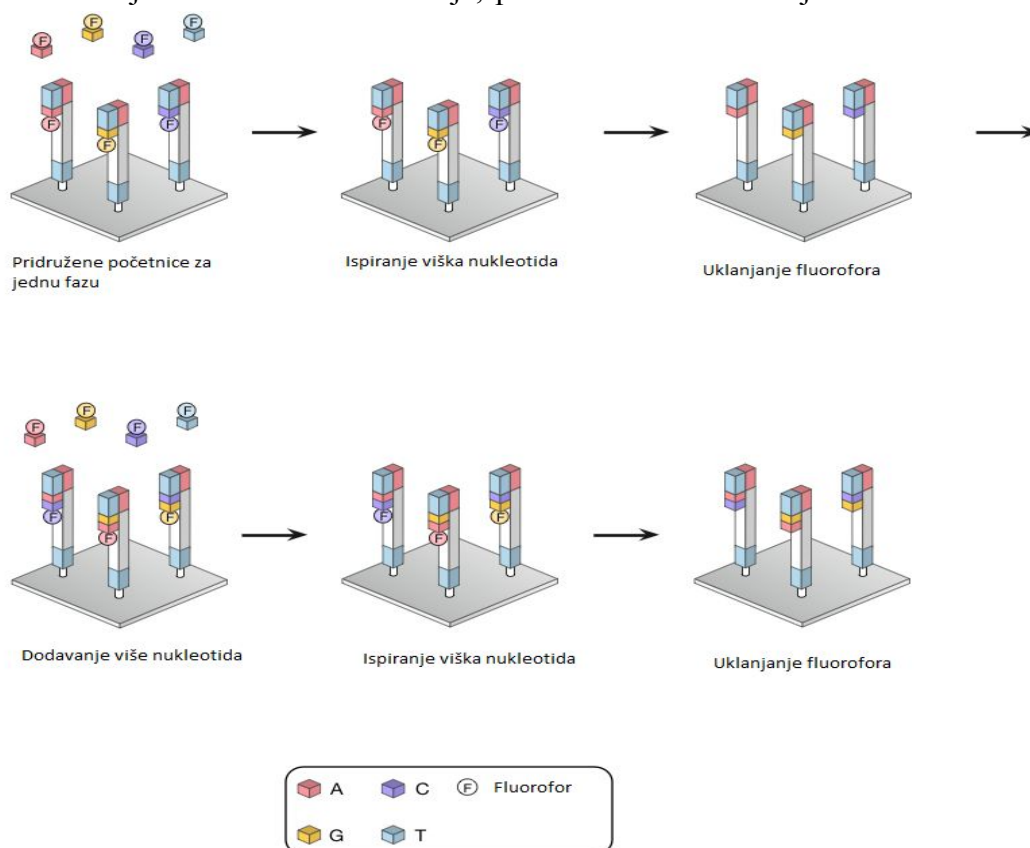 F F F F
F F F
F F F
Pridružene početnice za
jednu fazu
Ispiranje viška nukleotida
Uklanjanje fluorofora
F F F F
F F F
F F F
Dodavanje više nukleotida
Ispiranje viška nukleotida
Uklanjanje fluorofora
A C F Fluorofor
G T